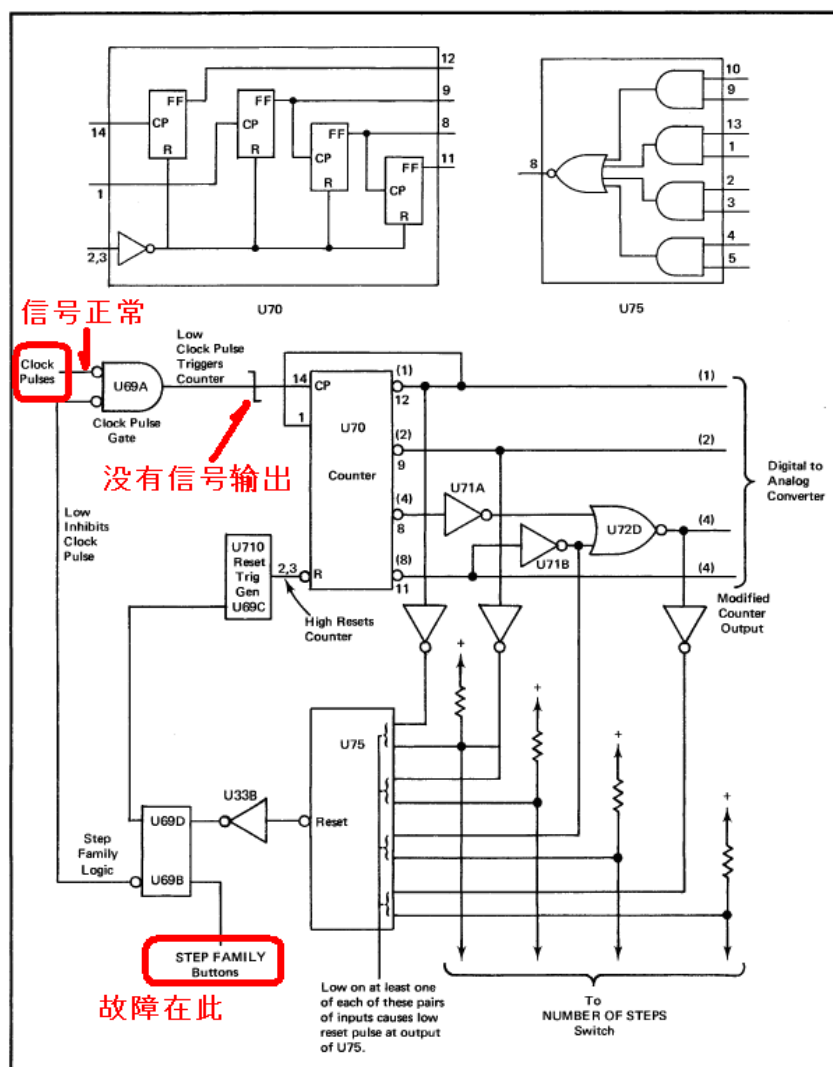 12
FF
9
FF
14
CP
CP
FF
8
R
R
CP
FF
11
1
R
CP
R
2,3
U70
10
9
13
1
8
2
3
4
5
U75
信号正常
Clock
Pulses
U69A
Clock Pulse
Gate
Low
Clock Pulse
Triggers
Counter
没有信号输出
14
CP
1
U70
Counter
(1)
12
(2)
9
(4)
8
(8)
11
R
2,3
High Resets
Counter
U710
Reset
Trig
Gen
U69C
Low
Inhibits
Clock
Pulse
U71A
U71B
U72D
(1)
(2)
(4)
(4)
Digital to
Analog
Converter
Modified
Counter
Output
+
+
+
+
U75
Reset
U33B
U69D
U69B
Step
Family
Logic
STEP FAMILY
Buttons
故障在此
Low on at least one
of each of these pairs
of inputs causes low
reset pulse at output
of U75.
To
NUMBER OF STEPS
Switch